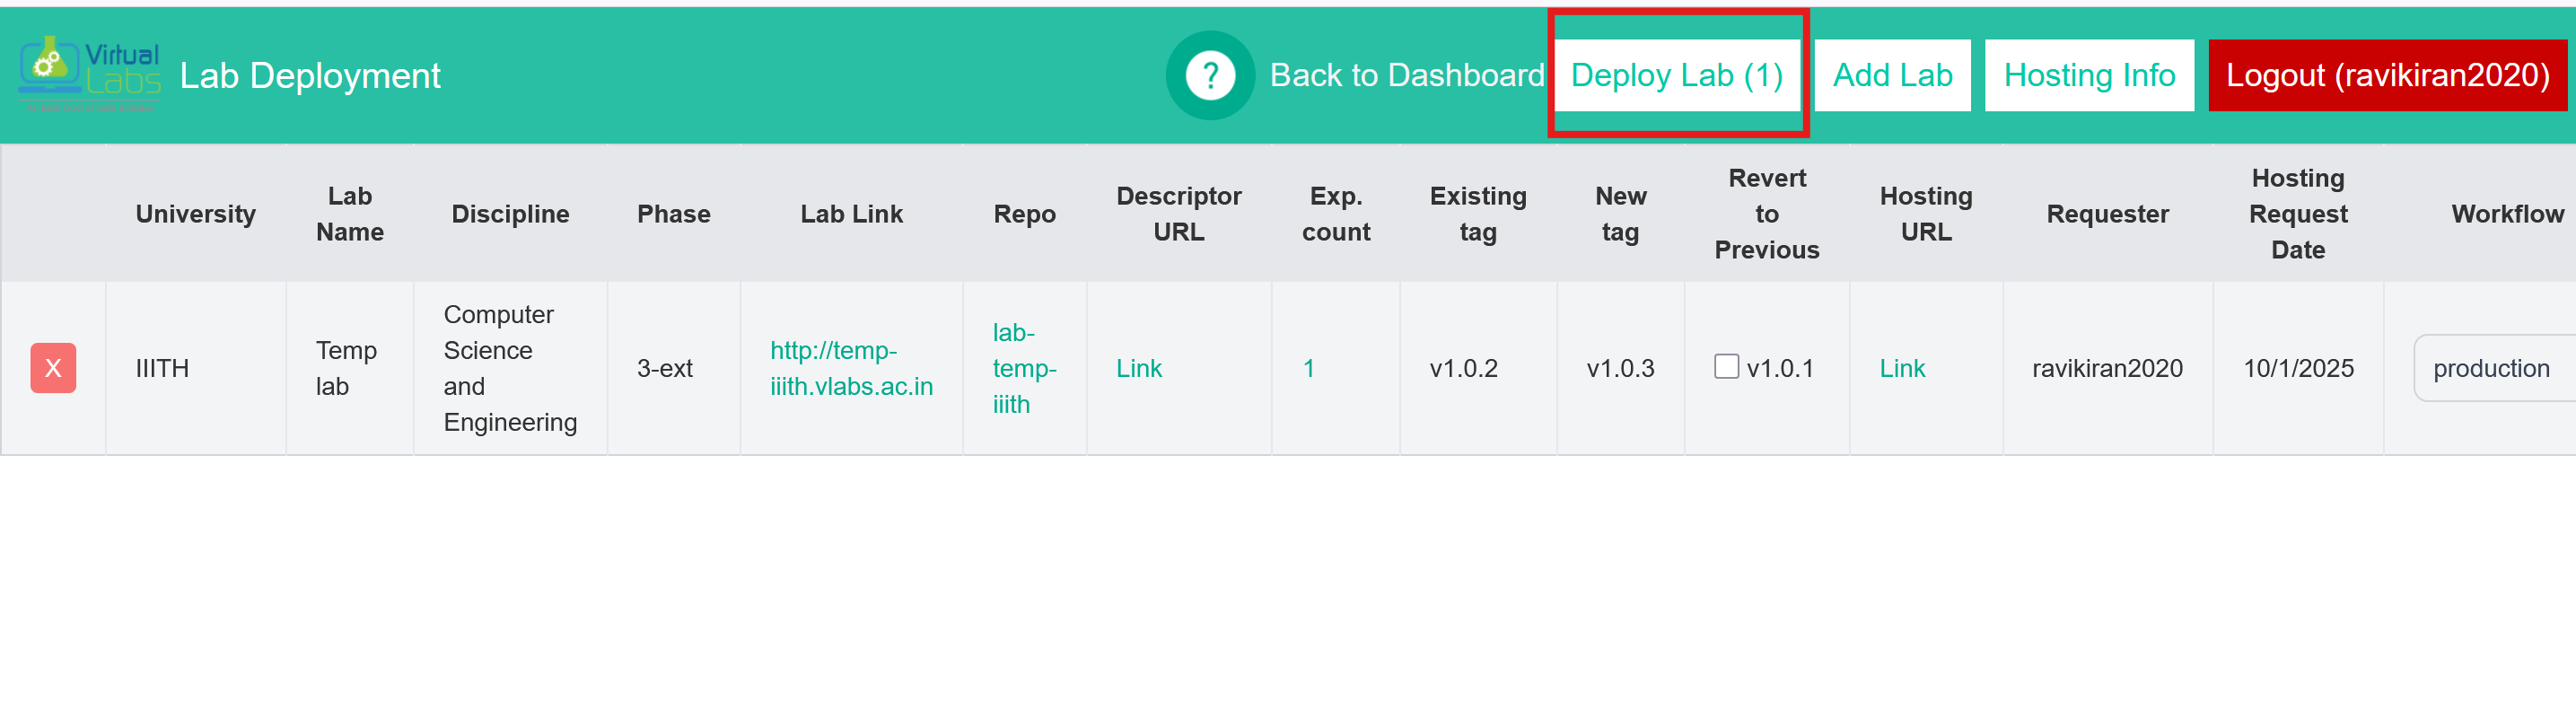 Virtual
Labs
Lab Deployment
?
Back to Dashboard
Deploy Lab (1)
Add Lab
Hosting Info
Logout (ravikiran2020)
University
Lab
Name
Discipline
Phase
Lab Link
Repo
Descriptor
URL
Exp.
count
Existing
tag
New
tag
Revert
to
Previous
Hosting
URL
Requester
Hosting
Request
Date
Workflow
X
IIITH
Temp
lab
Computer
Science
and
Engineering
3-ext
http://temp-
iiith.vlabs.ac.in
lab-
temp-
iiith
Link
1
v1.0.2
v1.0.3
v1.0.1
Link
ravikiran2020
10/1/2025
production